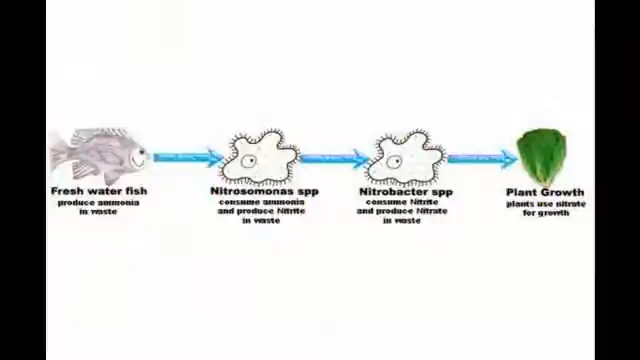 Fresh water fish
produce ammonia
in waste
Nitrosomonas spp
consume ammonia
and produce Nitrite
in waste
Nitrobacter spp
consume Nitrite
and produce Nitrate
in waste
Plant Growth
plants use nitrate
for growth